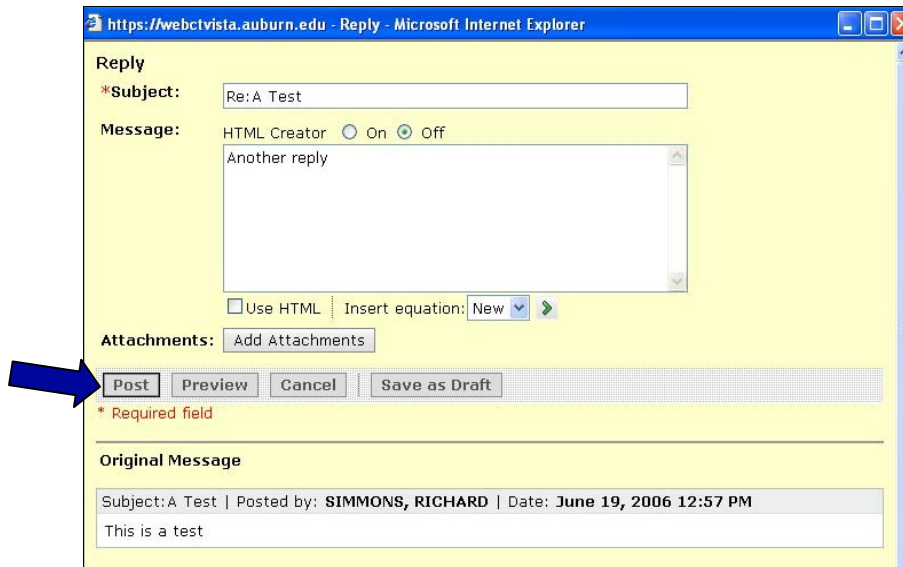 https://webctvista.auburn.edu - Reply - Microsoft Internet Explorer
Reply
*Subject: Re:A Test
Message: HTML Creator On Off
Another reply
Use HTML Insert equation: New
Attachments: Add Attachments
Post Preview Cancel Save as Draft
* Required field
Original Message
Subject:A Test | Posted by: SIMMONS, RICHARD | Date: June 19, 2006 12:57 PM
This is a test